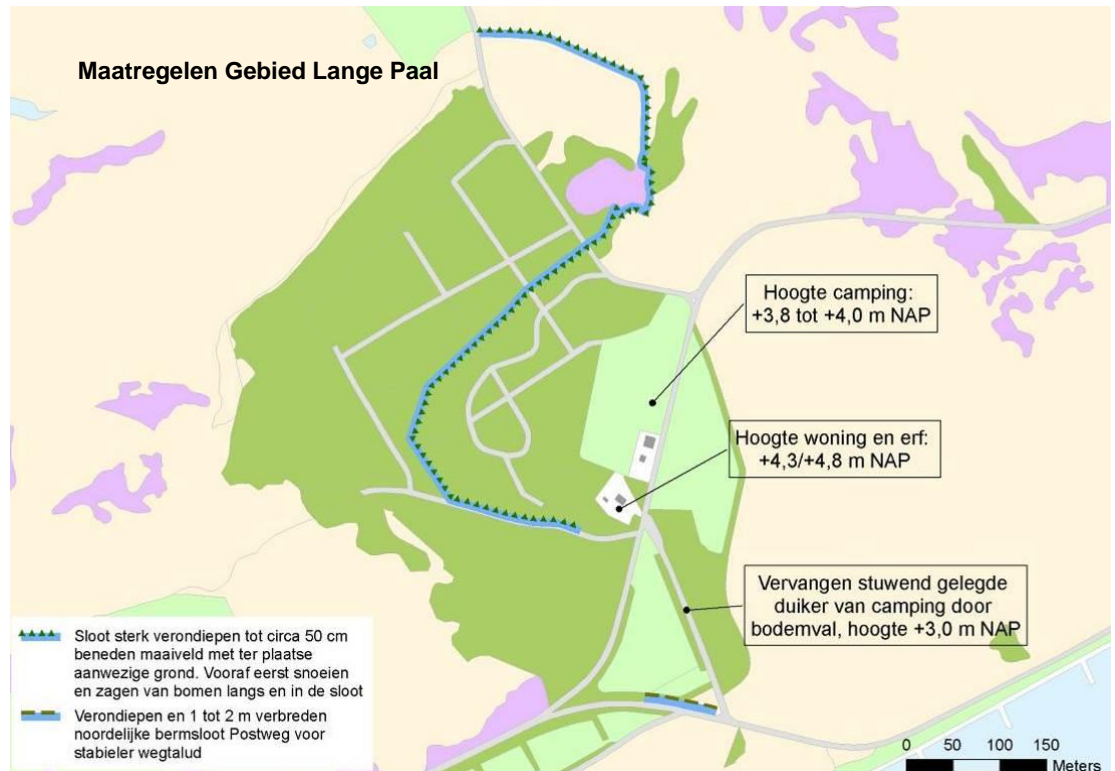 Maatregelen Gebied Lange Paal
Hoogte camping:
+3,8 tot +4,0 m NAP
Hoogte woning en erf:
+4,3/+4,8 m NAP
Vervangen stuwend gelegde
duiker van camping door
bodemval, hoogte +3,0 m NAP
Sloot sterk verondiepen tot circa 50 cm
beneden maaiveld met ter plaatse
aanwezige grond. Vooraf eerst snoeien
en zagen van bomen langs en in de sloot
Verondiepen en 1 tot 2 m verbreden
noordelijke bermsloot Postweg voor
stabieler wegtalud
0 50 100 150
Meters